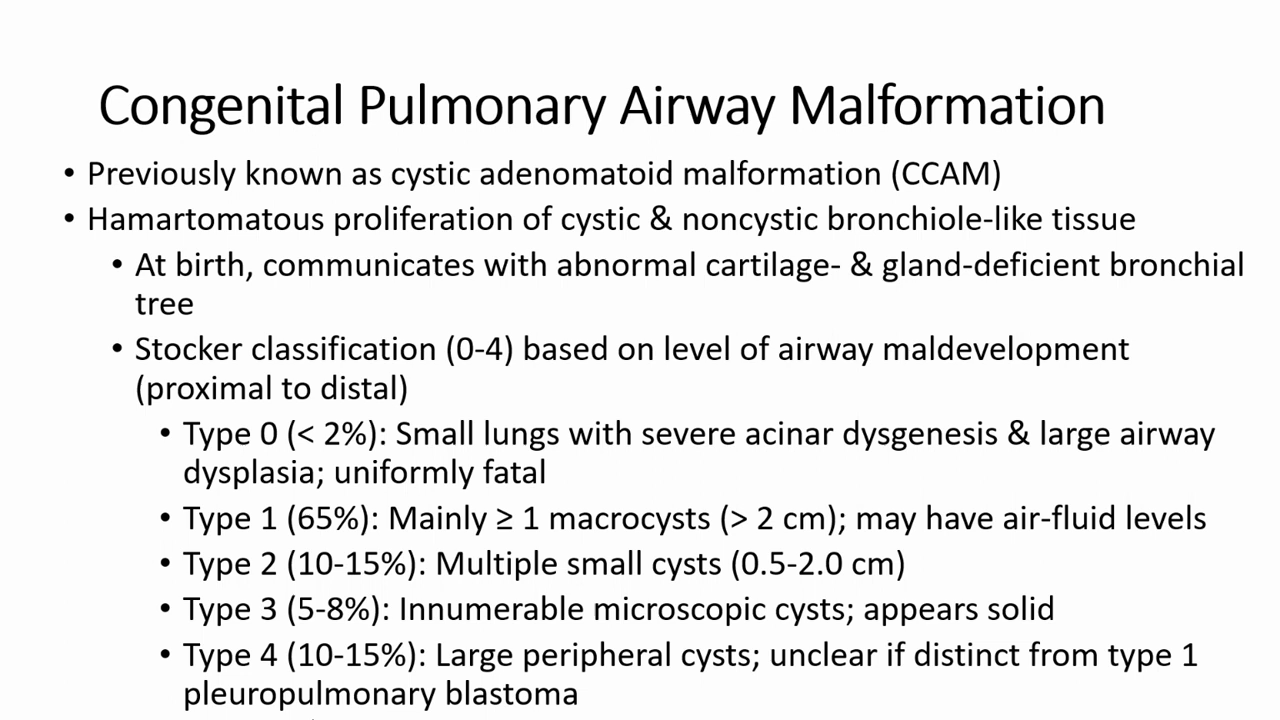 Congenital Pulmonary Airway Malformation
• Previously known as cystic adenomatoid malformation (CCAM)
• Hamartomatous proliferation of cystic & noncystic bronchiole-like tissue
• At birth, communicates with abnormal cartilage- & gland-deficient bronchial
tree
• Stocker classification (0-4) based on level of airway maldevelopment
(proximal to distal)
• Type 0 (< 2%): Small lungs with severe acinar dysgenesis & large airway
dysplasia; uniformly fatal
• Type 1 (65%): Mainly ≥ 1 macrocysts (> 2 cm); may have air-fluid levels
• Type 2 (10-15%): Multiple small cysts (0.5-2.0 cm)
• Type 3 (5-8%): Innumerable microscopic cysts; appears solid
• Type 4 (10-15%): Large peripheral cysts; unclear if distinct from type 1
pleuropulmonary blastoma